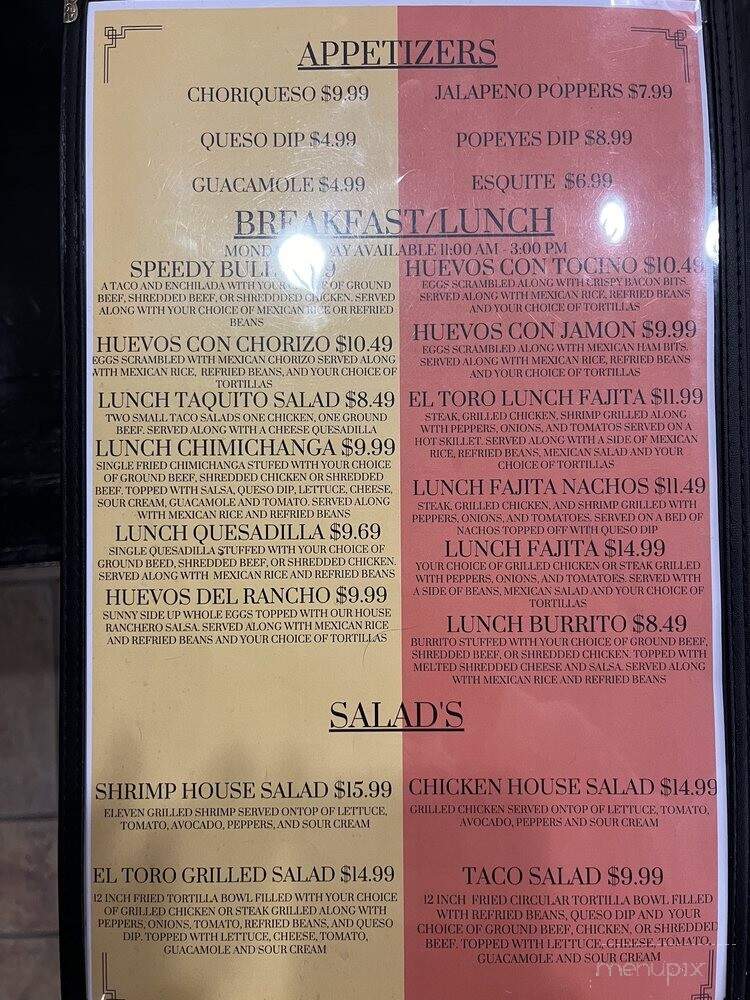 APPETIZERS
CHORIQUESO $9.99
QUESO DIP $4.99
GUACAMOLE $4.99
JALAPENO POPPERS $7.99
POPEYES DIP $8.99
ESQUITE $6.99
BREAKFAST/LUNCH
AVAILABLE 11:00 AM - 3:00 PM
SPEEDY
A TACO AND ENCHILADA WITH OF GROUND
BEEF, SHREDDED BEEF, OR SHREDDDED CHICKEN. SERVED
ALONG WITH YOUR CHOICE OF MEXICAN RICE OR REFRIED
BEANS
HUEVOS CON CHORIZO $10.49
EGGS SCRAMBLED WITH MEXICAN CHORIZO SERVED ALONG
WITH MEXICAN RICE, REFRIED BEANS, AND YOUR CHOICE OF
TORTILLAS
LUNCH TAQUITO SALAD $8.49
TWO SMALL TACO SALADS ONE CHICKEN, ONE GROUND
BEEF. SERVED ALONG WITH A CHEESE QUESADILLA
LUNCH CHIMICHANGA $9.99
SINGLE FRIED CHIMICHANGA STUFED WITH YOUR CHOICE
OF GROUND BEEF, SHREDDED CHICKEN OR SHREDDED
BEEF. TOPPED WITH SALSA, QUESO DIP, LETTUCE, CHEESE,
SOUR CREAM, GUACAMOLE AND TOMATO. SERVED ALONG
WITH MEXICAN RICE AND REFRIED BEANS
LUNCH QUESADILLA $9.69
SINGLE QUESADILLA STUFFED WITH YOUR CHOICE OF
GROUND BEED, SHREDDED BEEF, OR SHREDDED CHICKEN.
SERVED ALONG WITH MEXICAN RICE AND REFRIED BEANS
HUEVOS DEL RANCHO $9.99
SUNNY SIDE UP WHOLE EGGS TOPPED WITH OUR HOUSE
RANCHERO SALSA. SERVED ALONG WITH MEXICAN RICE
AND REFRIED BEANS AND YOUR CHOICE OF TORTILLAS
HUEVOS CON TOCINO $10.49
EGGS SCRAMBLED ALONG WITH CRISPY BACON BITS.
SERVED ALONG WITH MEXICAN RICE, REFRIED BEANS
AND YOUR CHOICE OF TORTILLAS
HUEVOS CON JAMON $9.99
EGGS SCRAMBLED ALONG WITH MEXICAN HAM BITS.
SERVED ALONG WITH MEXICAN RICE, REFRIED BEANS
AND YOUR CHOICE OF TORTILLAS
EL TORO LUNCH FAJITA $11.99
STEAK, GRILLED CHICKEN, SHRIMP GRILLED ALONG
WITH PEPPERS, ONIONS, AND TOMATOS SERVED ON A
HOT SKILLET. SERVED ALONG WITH A SIDE OF MEXICAN
RICE, REFRIED BEANS, MEXICAN SALAD AND YOUR
CHOICE OF TORTILLAS
LUNCH FAJITA NACHOS $11.49
STEAK, GRILLED CHICKEN, AND SHRIMP GRILLED WITH
PEPPERS, ONIONS, AND TOMATOES. SERVED ON A BED OF
NACHOS TOPPED OFF WITH QUESO DIP
LUNCH FAJITA $14.99
YOUR CHOICE OF GRILLED CHICKEN OR STEAK GRILLED
WITH PEPPERS, ONIONS, AND TOMATOES. SERVED WITH
A SIDE OF BEANS, MEXICAN SALAD AND YOUR CHOICE OF
TORTILLAS
LUNCH BURRITO $8.49
BURRITO STUFFED WITH YOUR CHOICE OF GROUND BEEF,
SHREDDED BEEF, OR SHREDDED CHICKEN. TOPPED WITH
MELTED SHREDDED CHEESE AND SALSA. SERVED ALONG
WITH MEXICAN RICE AND REFRIED BEANS
SALAD'S
SHRIMP HOUSE SALAD $15.99
ELEVEN GRILLED SHRIMP SERVED ONTOP OF LETTUCE,
TOMATO, AVOCADO, PEPPERS, AND SOUR CREAM
EL TORO GRILLED SALAD $14.99
12 INCH FRIED TORTILLA BOWL FILLED WITH YOUR CHOICE
OF GRILLED CHICKEN OR STEAK GRILLED ALONG WITH
PEPPERS, ONIONS, TOMATO, REFRIED BEANS, AND QUESO
DIP. TOPPED WITH LETTUCE, CHEESE, TOMATO,
GUACAMOLE AND SOUR CREAM
CHICKEN HOUSE SALAD $14.99
GRILLED CHICKEN SERVED ONTOP OF LETTUCE, TOMATO,
AVOCADO, PEPPERS AND SOUR CREAM
TACO SALAD $9.99
12 INCH FRIED CIRCULAR TORTILLA BOWL FILLED
WITH REFRIED BEANS, QUESO DIP AND YOUR
CHOICE OF GROUND BEEF, CHICKEN, OR SHREDDED
BEEF. TOPPED WITH LETTUCE, CHEESE, TOMATO,
GUACAMOLE AND SOUR CREAM
menupix